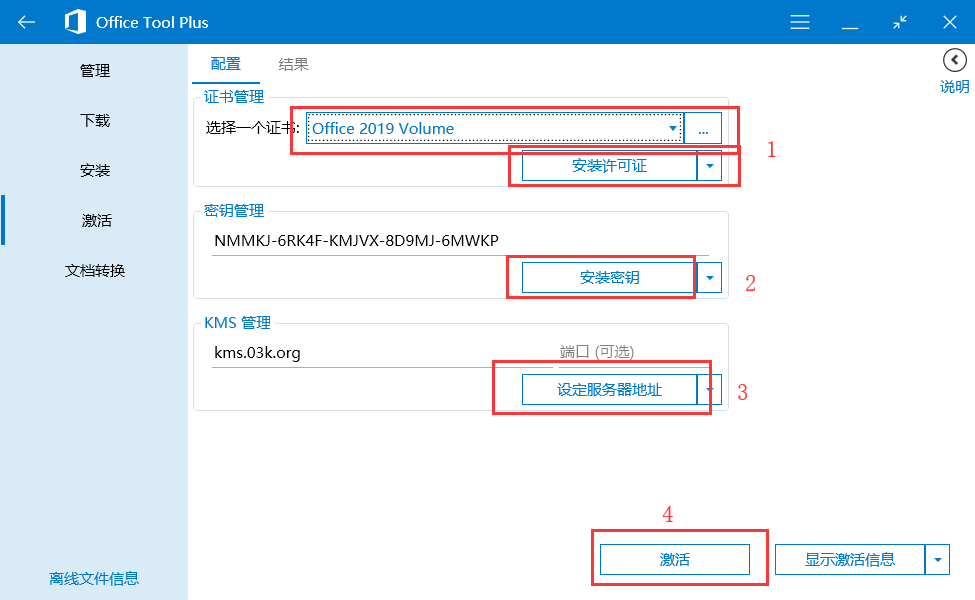 Office Tool Plus
管理
下载
安装
激活
文档转换
离线文件信息
配置 结果
说明
证书管理
选择一个证书: Office 2019 Volume ...
1
安装许可证
密钥管理
NMMKJ-6RK4F-KMJVX-8D9MJ-6MWKP
安装密钥
2
KMS 管理
kms.03k.org 端口 (可选)
设定服务器地址
3
4
激活 显示激活信息